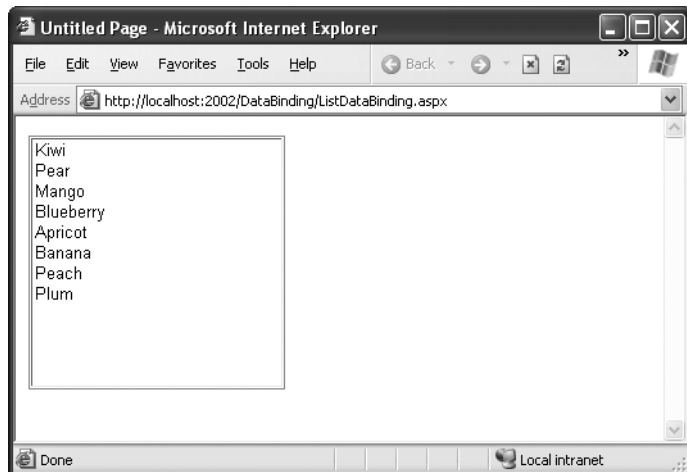 Untitled Page - Microsoft Internet Explorer
File Edit View Favorites Tools Help Back »
Address http://localhost:2002/DataBinding/ListDataBinding.aspx
Kiwi
Pear
Mango
Blueberry
Apricot
Banana
Peach
Plum
Done Local intranet